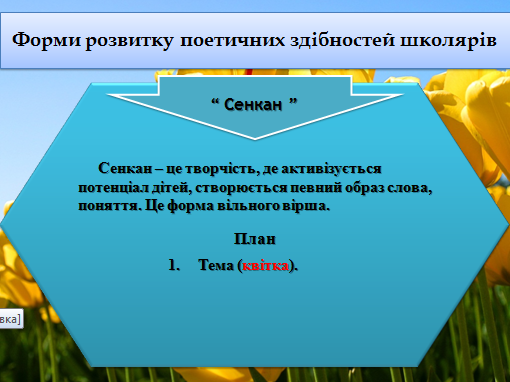 Форми розвитку поетичних здібностей школярів
“ Сенкан ”
Сенкан – це творчість, де активізується
потенціал дітей, створюється певний образ слова,
поняття. Це форма вільного вірша.
План
1. Тема (квітка).
вка]